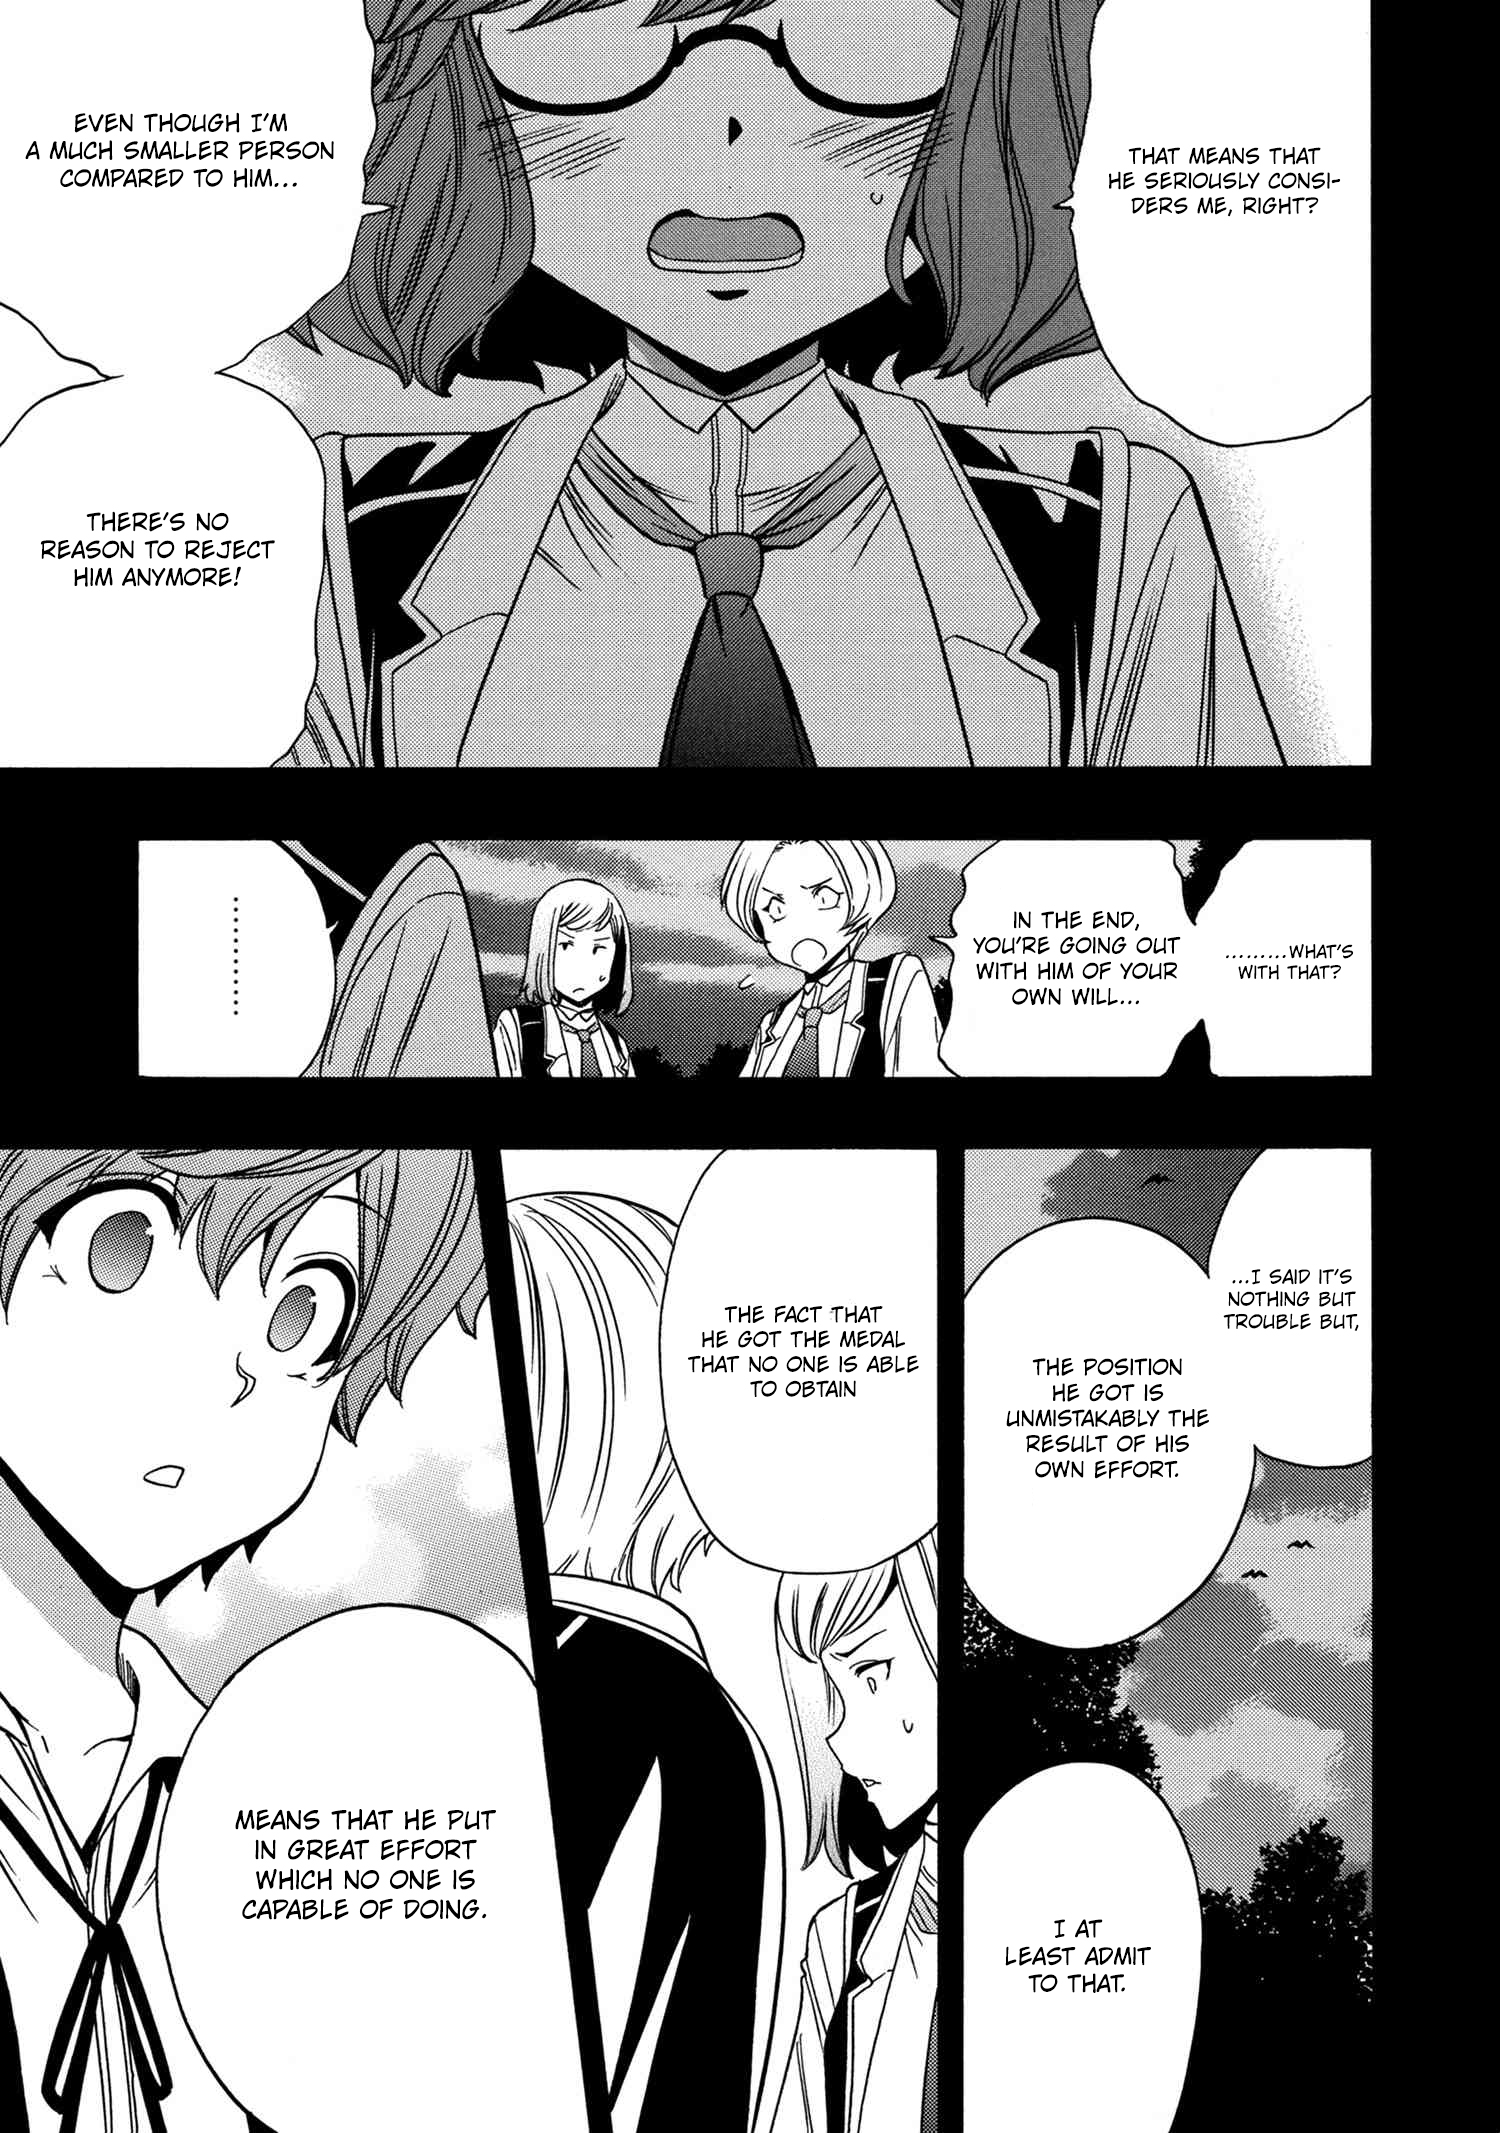 THAT MEANS THAT
HE SERIOUSLY CONSI-
DERS ME, RIGHT?
EVEN THOUGH I'M
A MUCH SMALLER PERSON
COMPARED TO HIM...
THERE'S NO
REASON TO REJECT
HIM ANYMORE!
.........WHAT'S
WITH THAT?
IN THE END,
YOU'RE GOING OUT
WITH HIM OF YOUR
OWN WILL...
..........
...I SAID IT'S
NOTHING BUT
TROUBLE BUT,
THE POSITION
HE GOT IS
UNMISTAKABLY THE
RESULT OF HIS
OWN EFFORT.
I AT
LEAST ADMIT
TO THAT.
THE FACT THAT
HE GOT THE MEDAL
THAT NO ONE IS ABLE
TO OBTAIN
MEANS THAT HE PUT
IN GREAT EFFORT
WHICH NO ONE IS
CAPABLE OF DOING.